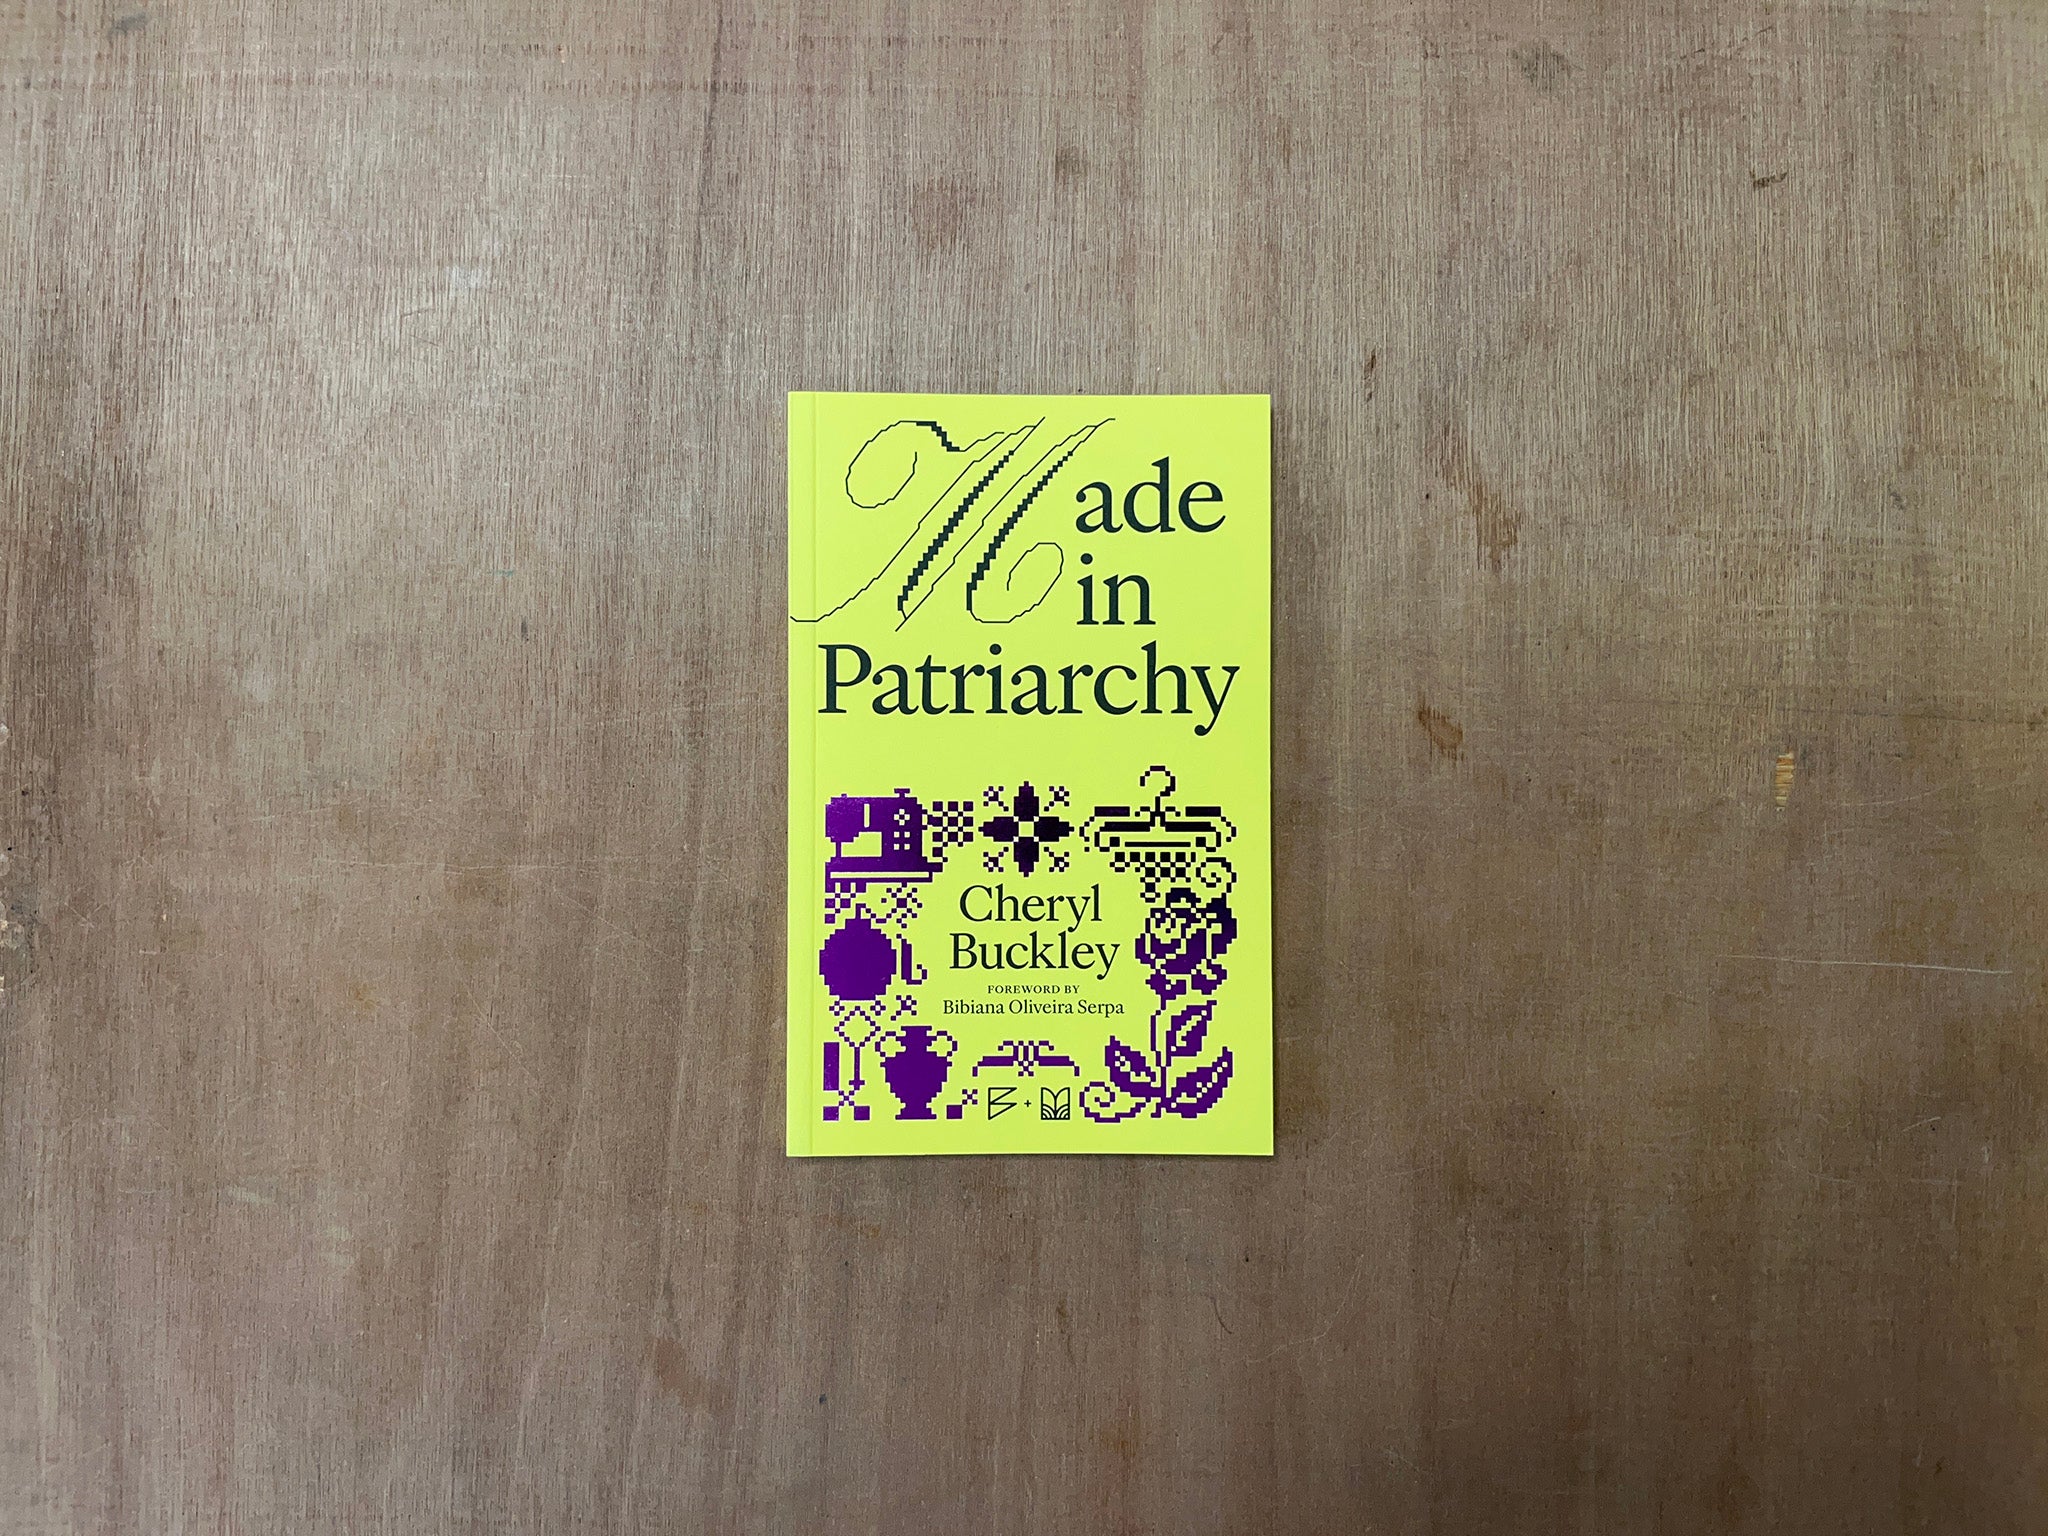 Made
in
Patriarchy
Cheryl
Buckley
FOREWORD BY
Bibiana Oliveira Serpa
B +